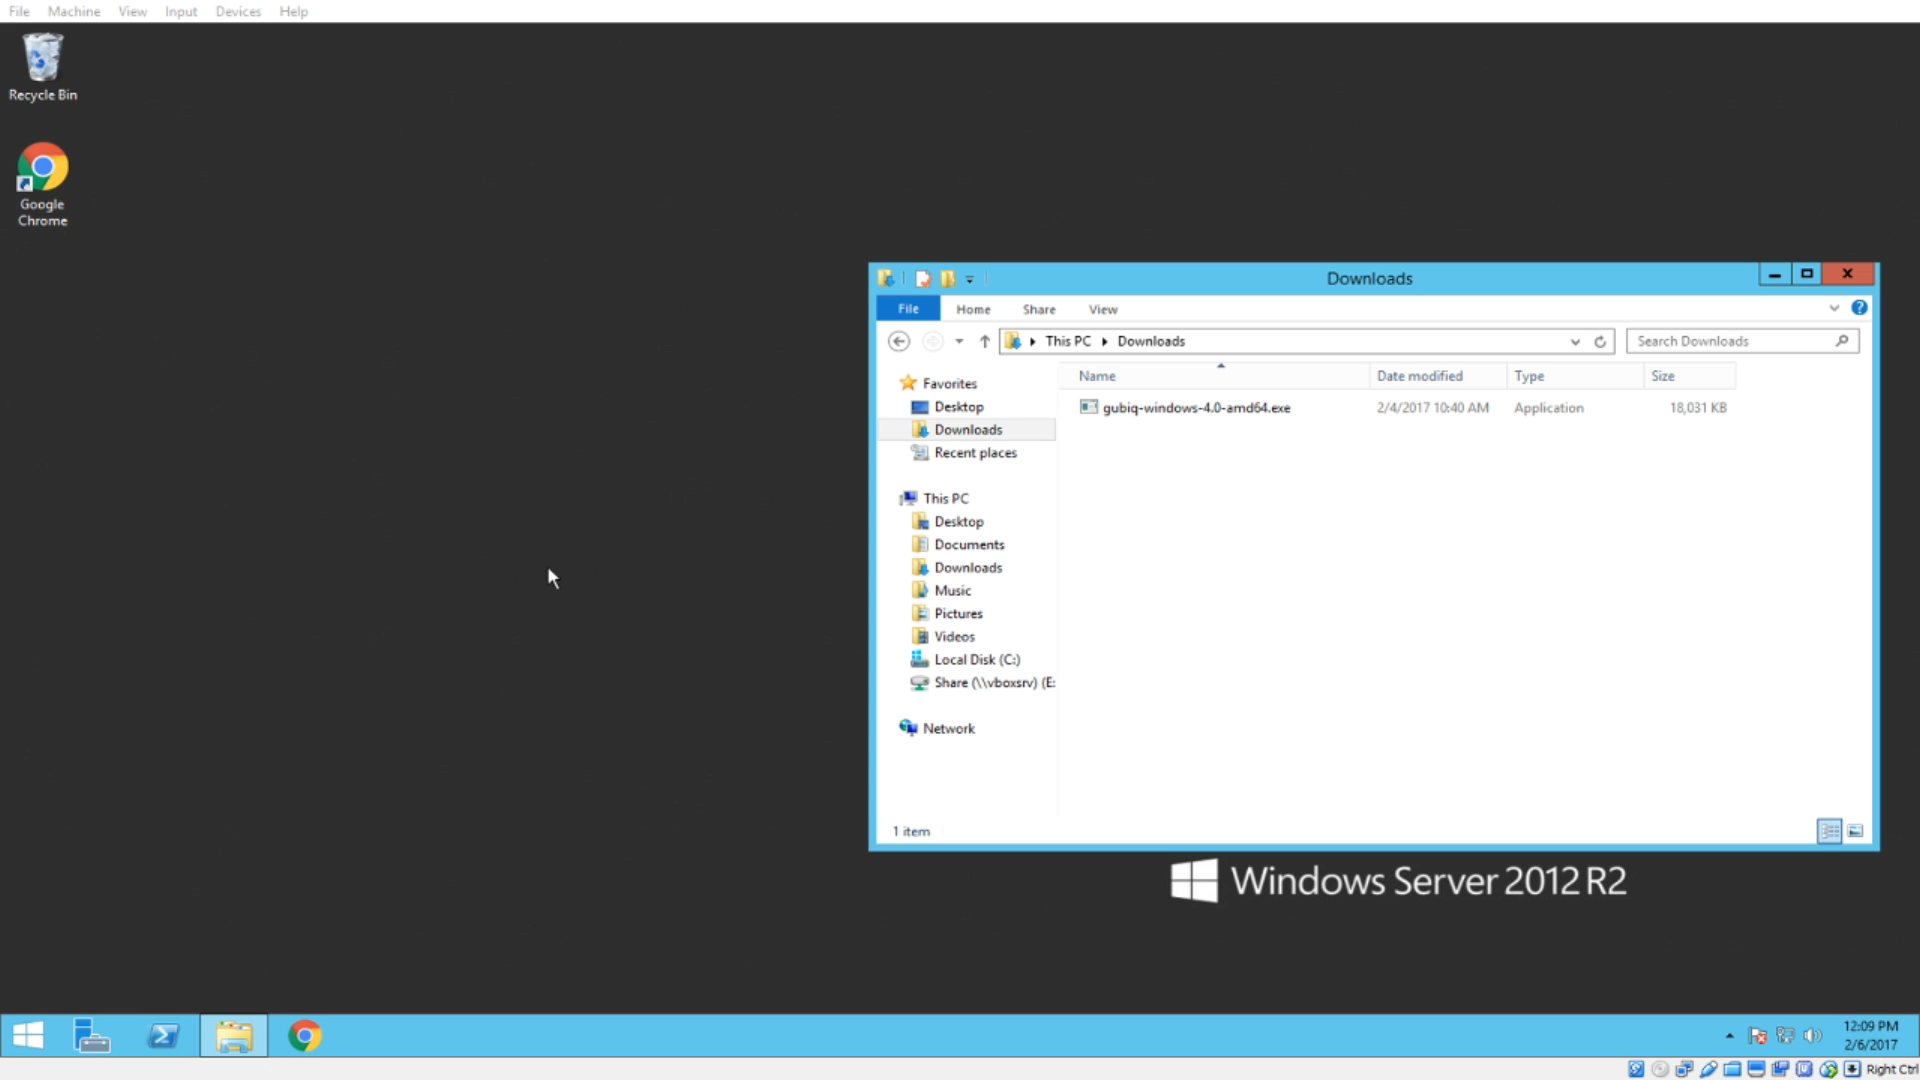 File Machine View Input Devices Help
Recycle Bin
Google
Chrome
Downloads
File Home Share View
This PC Downloads
Search Downloads
Name Date modified Type Size
gubiq-windows-4.0-amd64.exe 2/4/2017 10:40 AM Application 18,031 KB
Favorites
Desktop
Downloads
Recent places
This PC
Desktop
Documents
Downloads
Music
Pictures
Videos
Local Disk (C:)
Share (\\vboxsrv) (E:
Network
1 item
Windows Server 2012 R2
12:09 PM
2/6/2017
Right Ctrl